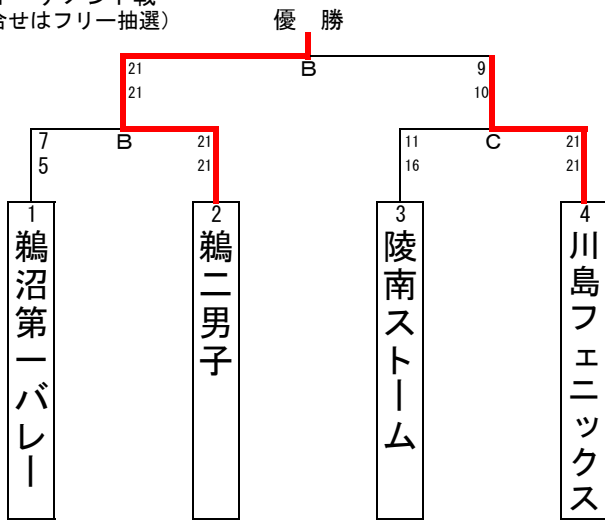 合せはフリー抽選）
優　勝
21 B 9
21 10
7 B 21 11 C 21
5 21 16 21
1 2 3 4
鵜沼第一バレー
鵜二男子
陵南ストーム
川島フェニックス